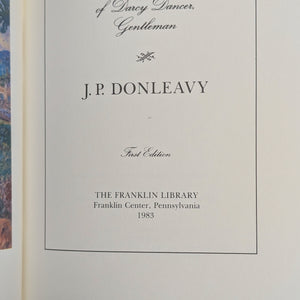 of Darcy Dancer,
Gentleman
J. P. DONLEAVY
First Edition
THE FRANKLIN LIBRARY
Franklin Center, Pennsylvania
1983